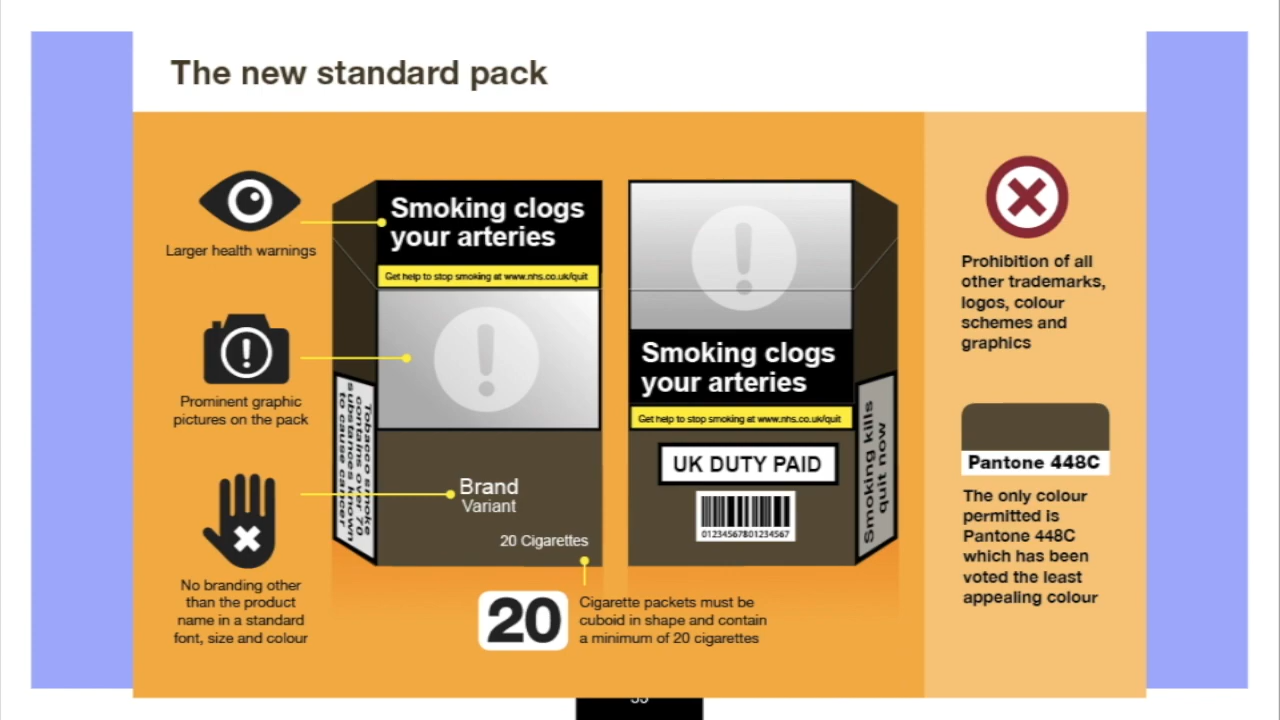 The new standard pack
Larger health warnings
Prominent graphic
pictures on the pack
No branding other
than the product
name in a standard
font, size and colour
Smoking clogs
your arteries
Get help to stop smoking at www.nhs.co.uk/quit
Tobacco smoke
contains over 70
substances known
to cause cancer
Brand
Variant
20 Cigarettes
20
Cigarette packets must be
cuboid in shape and contain
a minimum of 20 cigarettes
Smoking clogs
your arteries
Get help to stop smoking at www.nhs.co.uk/quit
UK DUTY PAID
01234567801234567
Smoking kills
quit now
Prohibition of all
other trademarks,
logos, colour
schemes and
graphics
Pantone 448C
The only colour
permitted is
Pantone 448C
which has been
voted the least
appealing colour